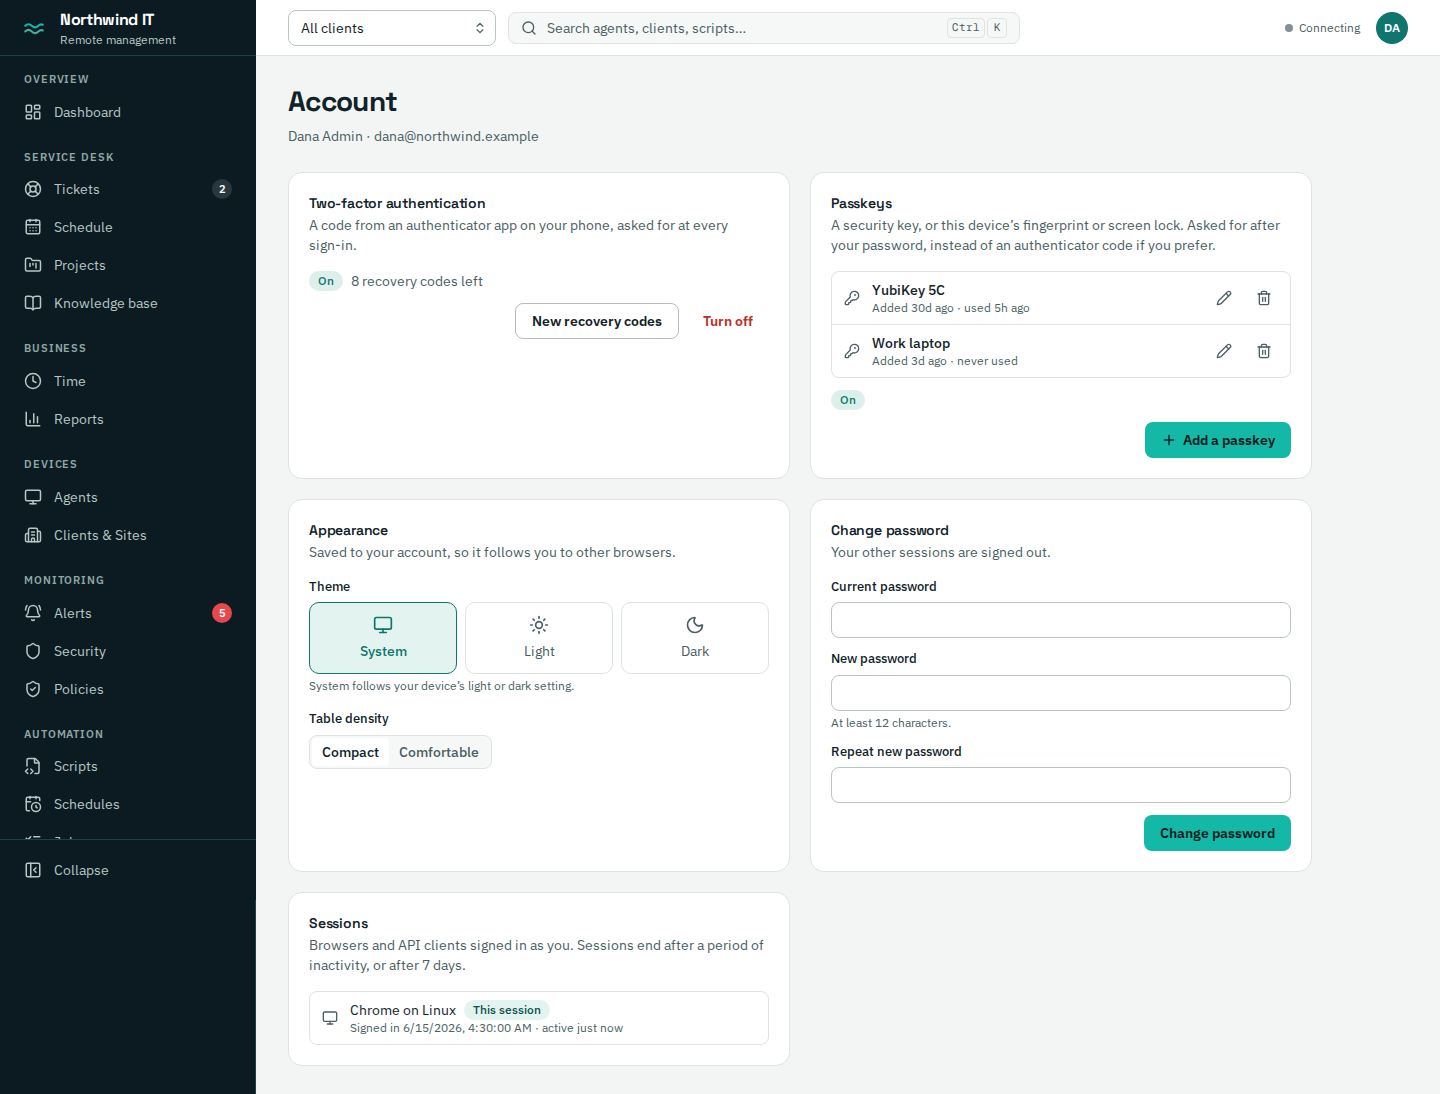 Northwind IT
Remote management
All clients
Search agents, clients, scripts...
Ctrl K
Connecting
DA
OVERVIEW
Dashboard
SERVICE DESK
Tickets 2
Schedule
Projects
Knowledge base
BUSINESS
Time
Reports
DEVICES
Agents
Clients & Sites
MONITORING
Alerts 5
Security
Policies
AUTOMATION
Scripts
Schedules
Collapse
Account
Dana Admin · dana@northwind.example
Two-factor authentication
A code from an authenticator app on your phone, asked for at every
sign-in.
On 8 recovery codes left
New recovery codes Turn off
Passkeys
A security key, or this device’s fingerprint or screen lock. Asked for after
your password, instead of an authenticator code if you prefer.
YubiKey 5C
Added 30d ago · used 5h ago
Work laptop
Added 3d ago · never used
On
Add a passkey
Appearance
Saved to your account, so it follows you to other browsers.
Theme
System Light Dark
System follows your device’s light or dark setting.
Table density
Compact Comfortable
Change password
Your other sessions are signed out.
Current password
New password
At least 12 characters.
Repeat new password
Change password
Sessions
Browsers and API clients signed in as you. Sessions end after a period of
inactivity, or after 7 days.
Chrome on Linux This session
Signed in 6/15/2026, 4:30:00 AM · active just now